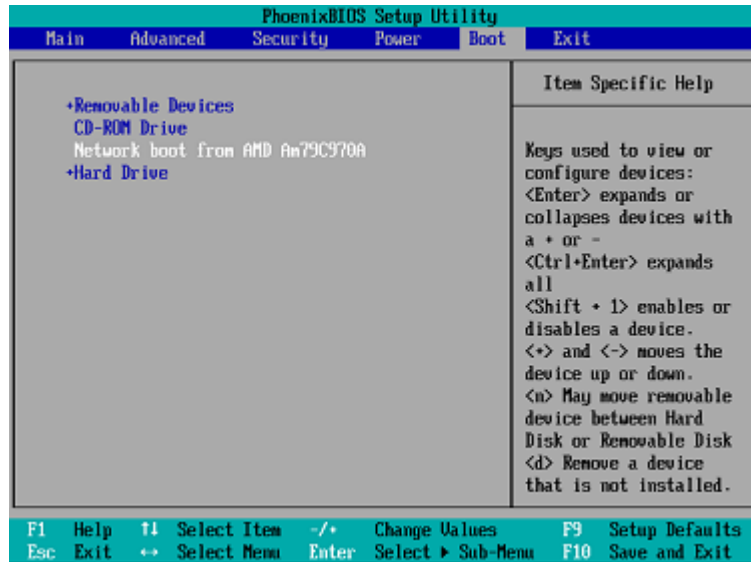 PhoenixBIOS Setup Utility
Main Advanced Security Power Boot Exit
+Removable Devices
CD-ROM Drive
Network boot from AMD Am79C970A
+Hard Drive
Item Specific Help
Keys used to view or
configure devices:
<Enter> expands or
collapses devices with
a + or -
<Ctrl+Enter> expands
all
<Shift + 1> enables or
disables a device.
<+> and <-> moves the
device up or down.
<n> May move removable
device between Hard
Disk or Removable Disk
<d> Remove a device
that is not installed.
F1 Help ↑↓ Select Item -/+ Change Values F9 Setup Defaults
Esc Exit ↔ Select Menu Enter Select ▶ Sub-Menu F10 Save and Exit